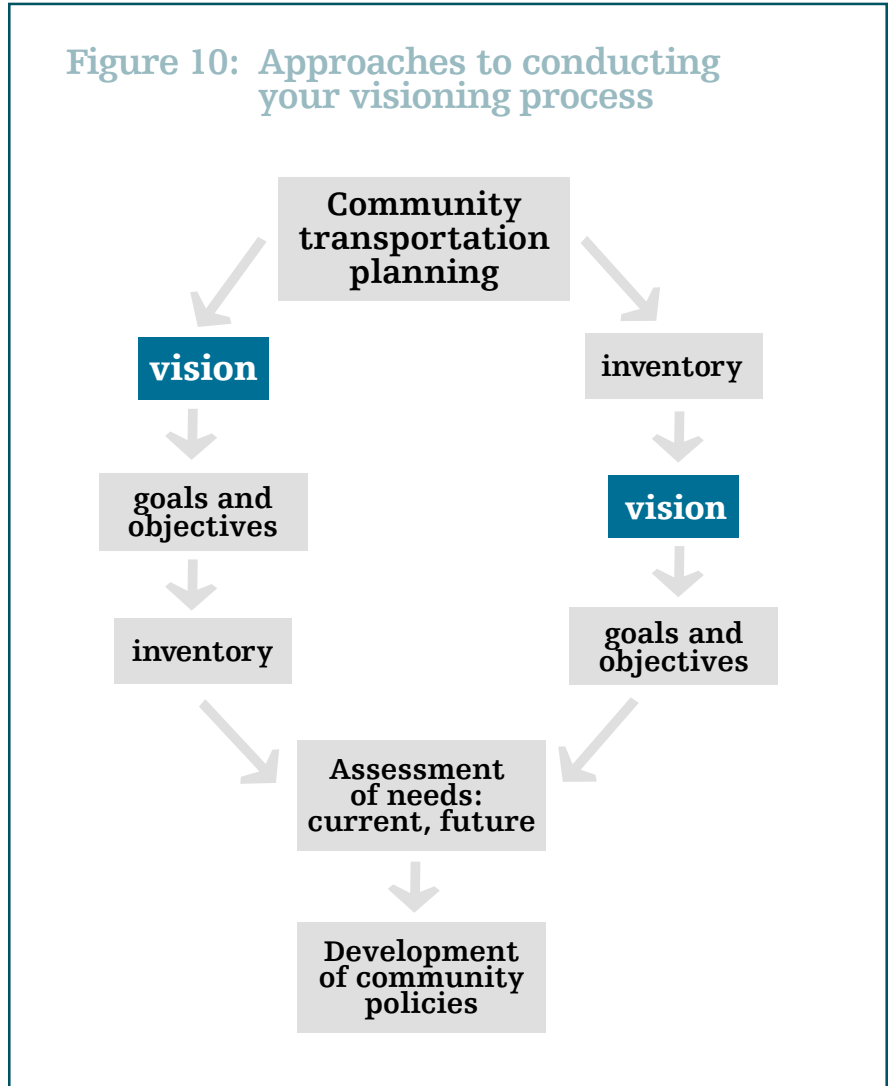 Figure 10: Approaches to conducting
your visioning process
Community
transportation
planning
vision
goals and
objectives
inventory
inventory
vision
goals and
objectives
Assessment
of needs:
current, future
Development
of community
policies